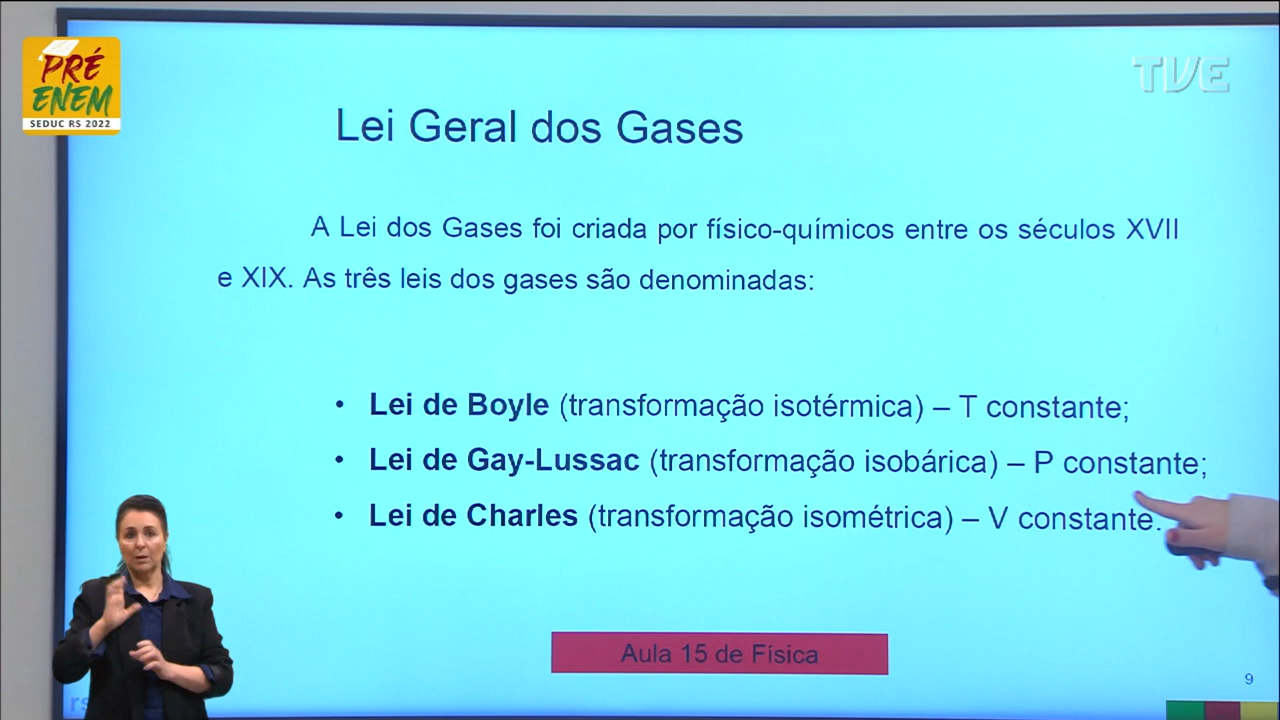 PRÉ
ENEM
SEDUC RS 2022
TVE
Lei Geral dos Gases
A Lei dos Gases foi criada por físico-químicos entre os séculos XVII
e XIX. As três leis dos gases são denominadas:
• Lei de Boyle (transformação isotérmica) – T constante;
• Lei de Gay-Lussac (transformação isobárica) – P constante;
• Lei de Charles (transformação isométrica) – V constante.
Aula 15 de Física
9